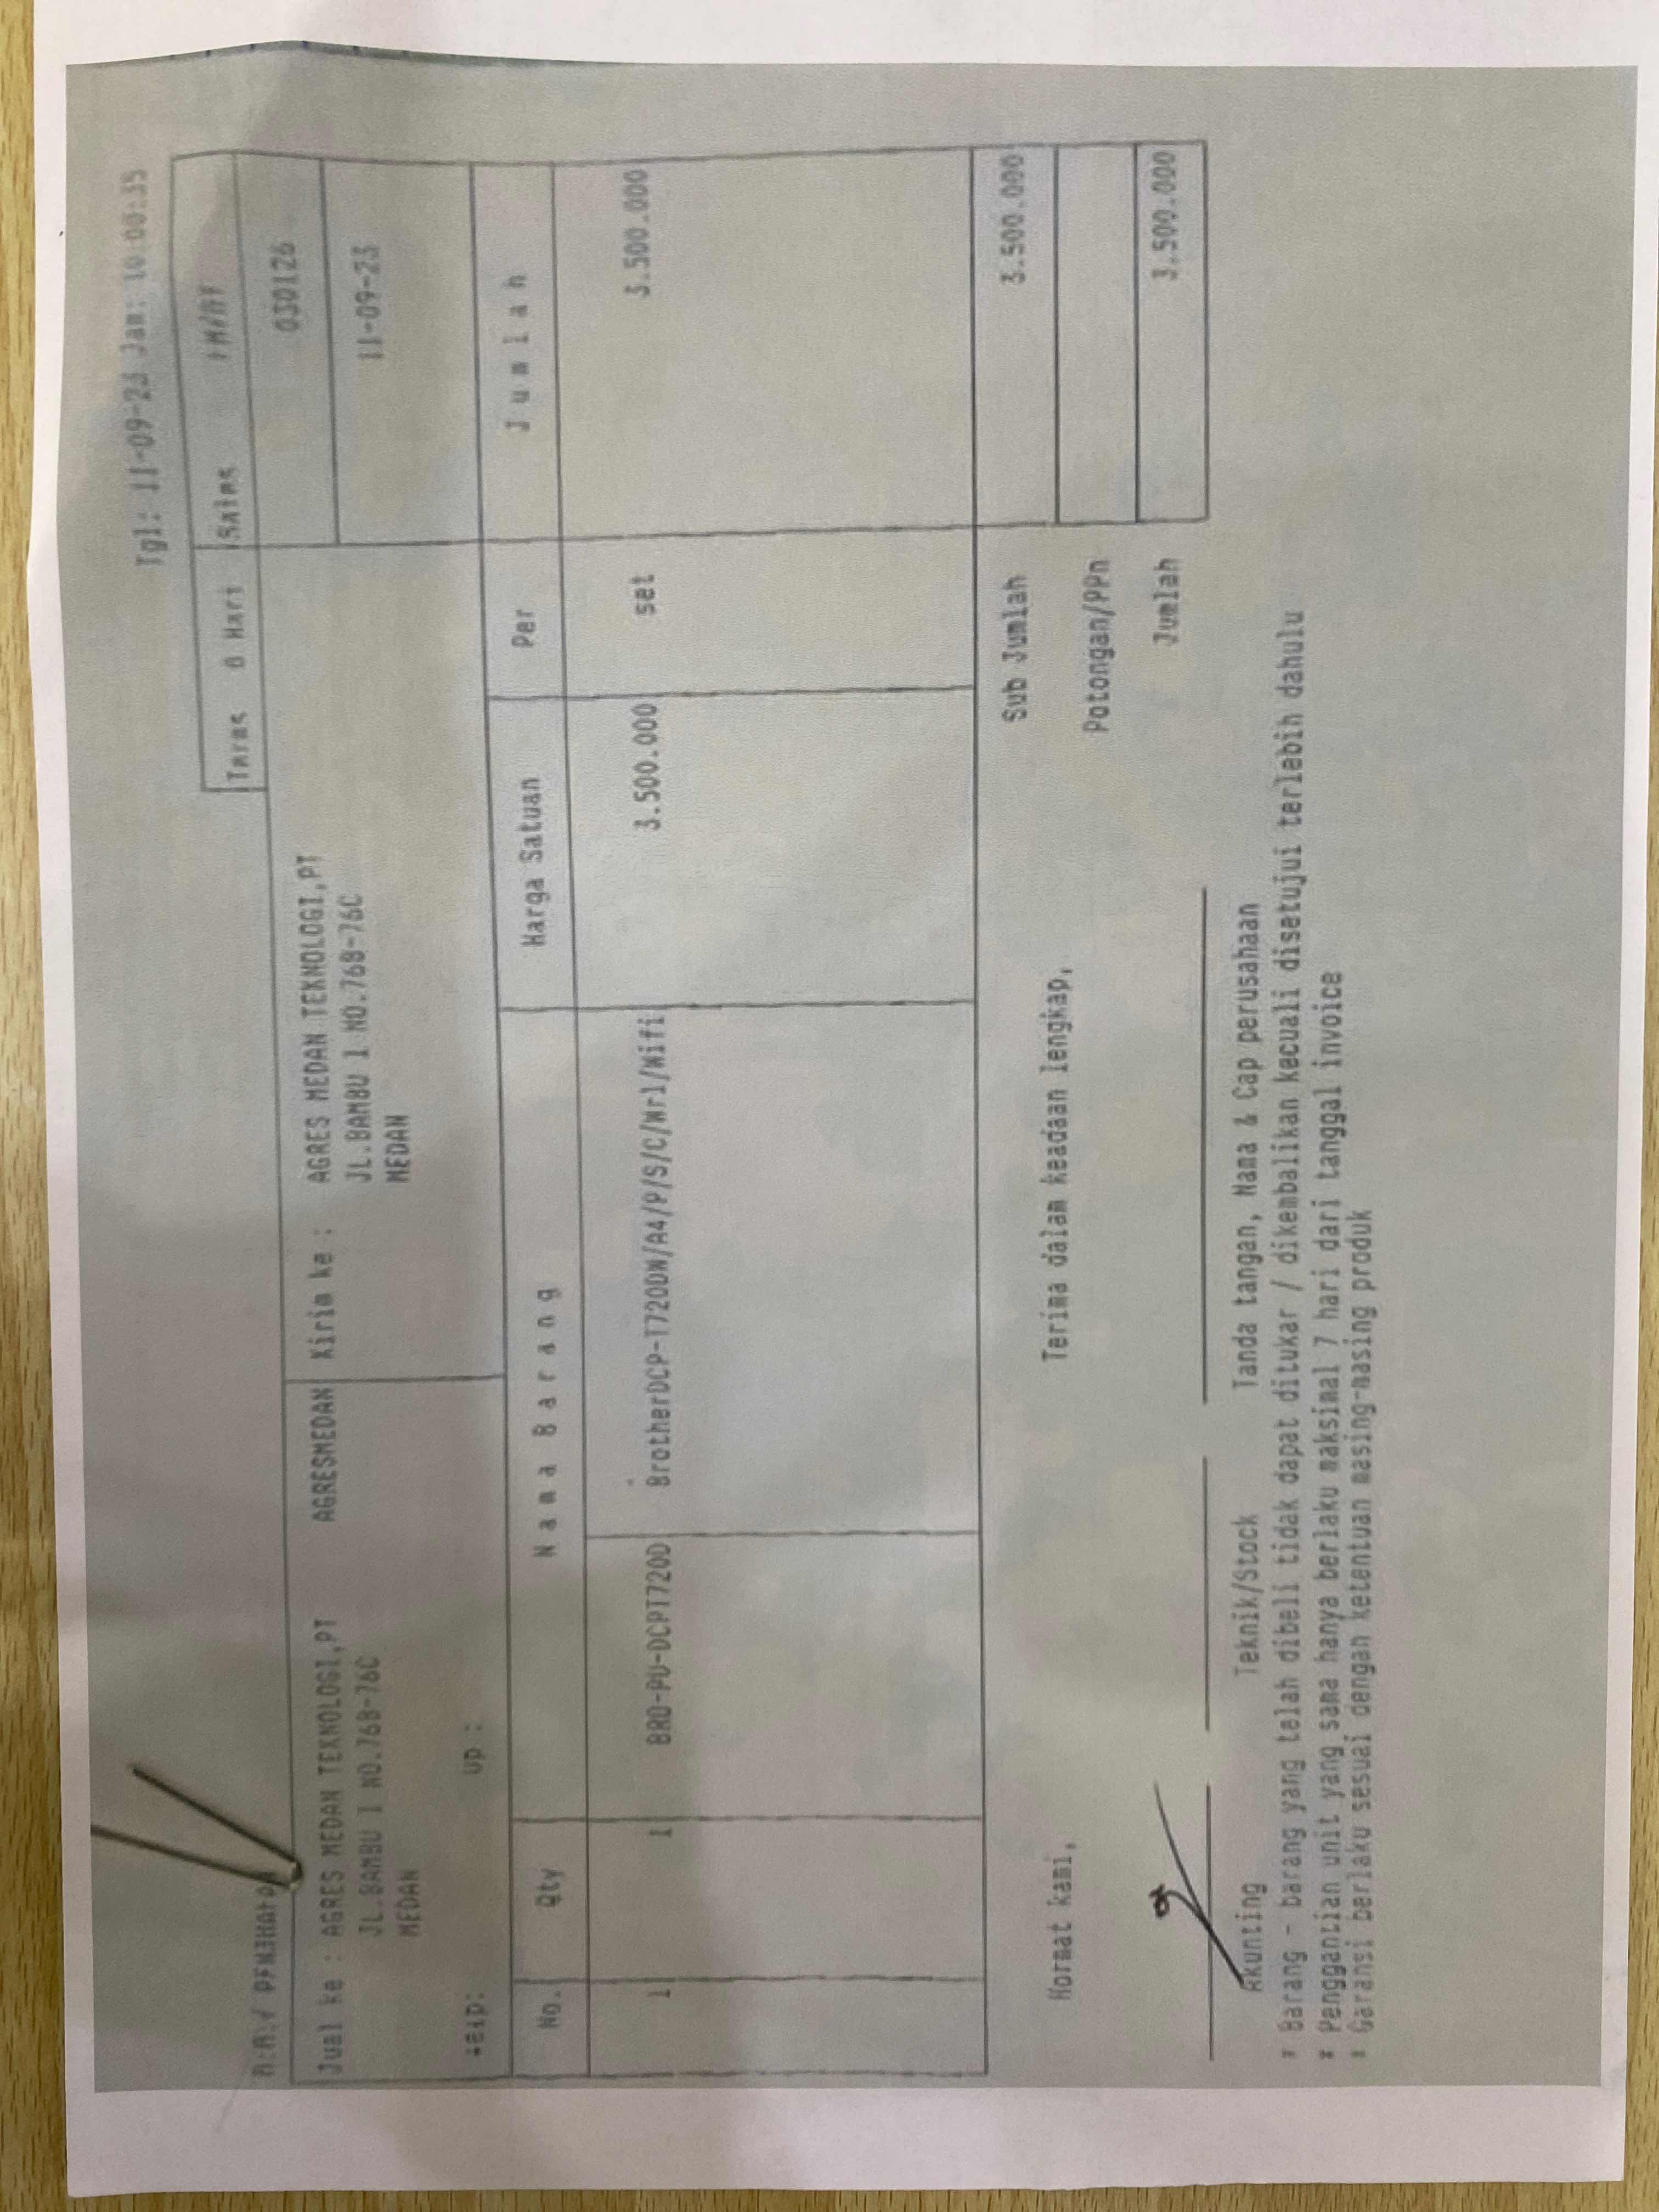 Tgl: 11-09-23 Jam: 10:00:35
0 Hari
030126
11-09-23
Jual ke : AGRES MEDAN TEKNOLOGI,PT AGRESMEDAN
JL.BAMBU 1 NO.76B-76C
MEDAN
up :
Kirim ke : AGRES MEDAN TEKNOLOGI,PT
JL.BAMBU 1 NO.76B-76C
MEDAN
No. Qty Nama Barang Harga Satuan Per Jumlah
1 1 BRO-PU-DCPT720D BrotherDCP-T720DW/A4/P/S/C/Wrl/Wifi 3.500.000 set 3.500.000
Sub Jumlah 3.500.000
Potongan/PPn
Jumlah 3.500.000
Hormat kami, Terima dalam keadaan lengkap,
Akunting Teknik/Stock Tanda tangan, Nama & Cap perusahaan
* Barang - barang yang telah dibeli tidak dapat ditukar / dikembalikan kecuali disetujui terlebih dahulu
* Penggantian unit yang sama hanya berlaku maksimal 7 hari dari tanggal invoice
* Garansi berlaku sesuai dengan ketentuan masing-masing produk